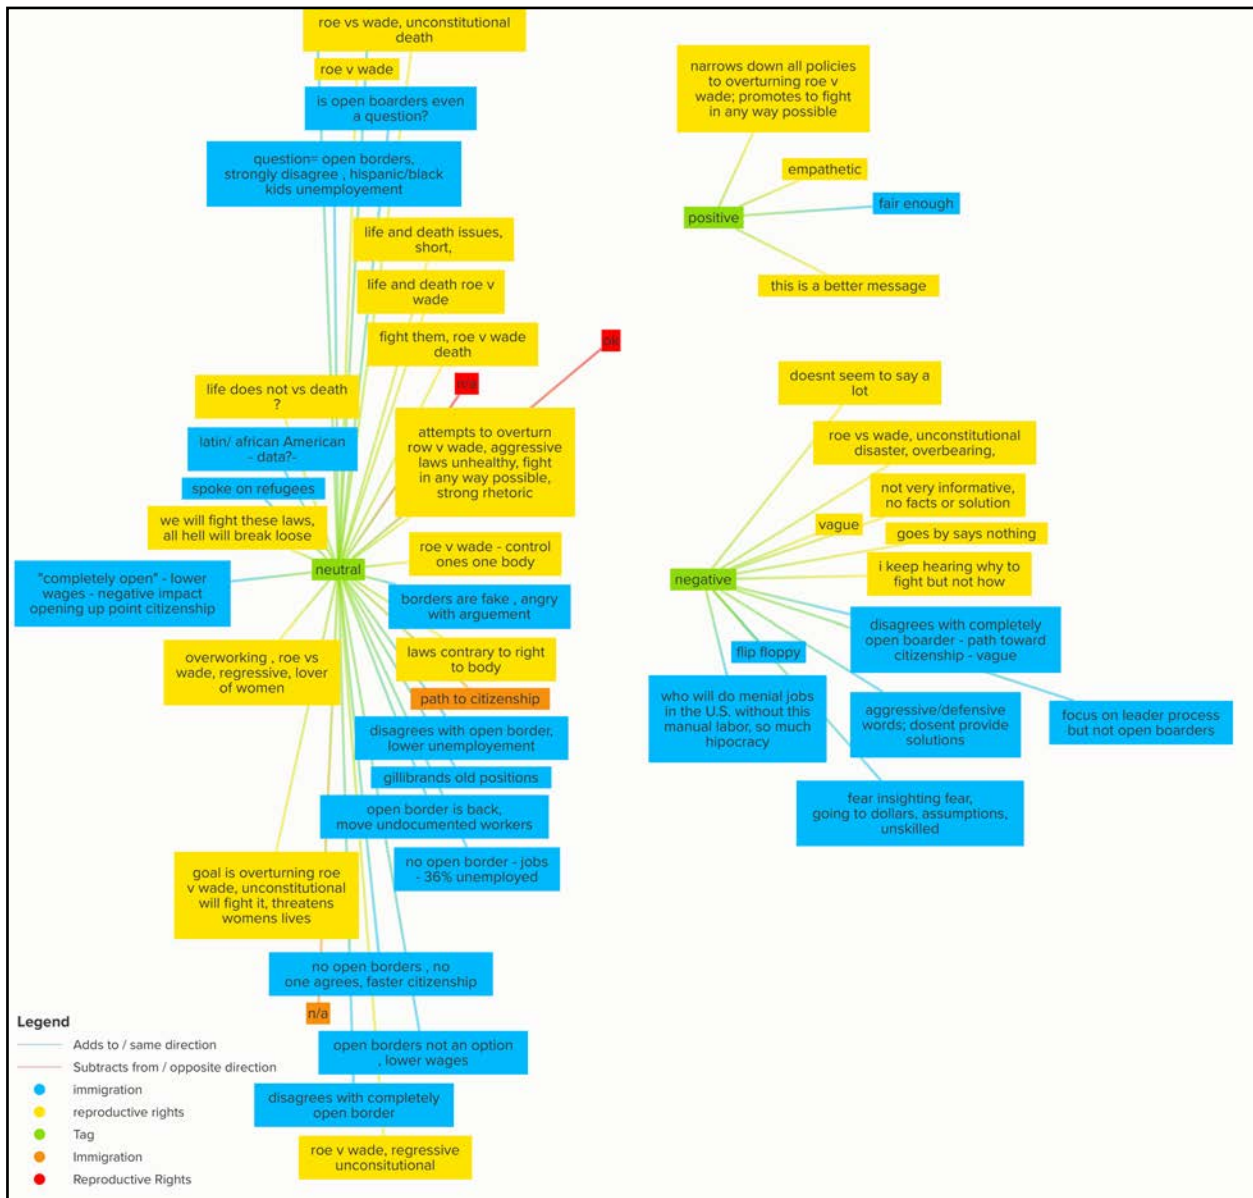 roe vs wade, unconstitutional
death
roe v wade
is open boarders even
a question?
question= open borders,
strongly disagree , hispanic/black
kids unemployement
life and death issues,
short,
life and death roe v
wade
fight them, roe v wade
death
ok
n/a
life does not vs death
?
latin/ african American
- data?-
spoke on refugees
we will fight these laws,
all hell will break loose
attempts to overturn
row v wade, aggressive
laws unhealthy, fight
in any way possible,
strong rhetoric
roe v wade - control
ones one body
neutral
"completely open" - lower
wages - negative impact
opening up point citizenship
borders are fake , angry
with arguement
overworking , roe vs
wade, regressive, lover
of women
laws contrary to right
to body
path to citizenship
disagrees with open border,
lower unemployement
gillibrands old positions
open border is back,
move undocumented workers
no open border - jobs
- 36% unemployed
goal is overturning roe
v wade, unconstitutional
will fight it, threatens
womens lives
no open borders , no
one agrees, faster citizenship
n/a
open borders not an option
, lower wages
disagrees with completely
open border
roe v wade, regressive
unconsitutional
narrows down all policies
to overturning roe v
wade; promotes to fight
in any way possible
empathetic
fair enough
positive
this is a better message
doesnt seem to say a
lot
roe vs wade, unconstitutional
disaster, overbearing,
not very informative,
no facts or solution
vague
goes by says nothing
i keep hearing why to
fight but not how
negative
disagrees with completely
open boarder - path toward
citizenship - vague
flip floppy
who will do menial jobs
in the U.S. without this
manual labor, so much
hipocracy
aggressive/defensive
words; dosent provide
solutions
focus on leader process
but not open boarders
fear insighting fear,
going to dollars, assumptions,
unskilled
Legend
Adds to / same direction
Subtracts from / opposite direction
immigration
reproductive rights
Tag
Immigration
Reproductive Rights